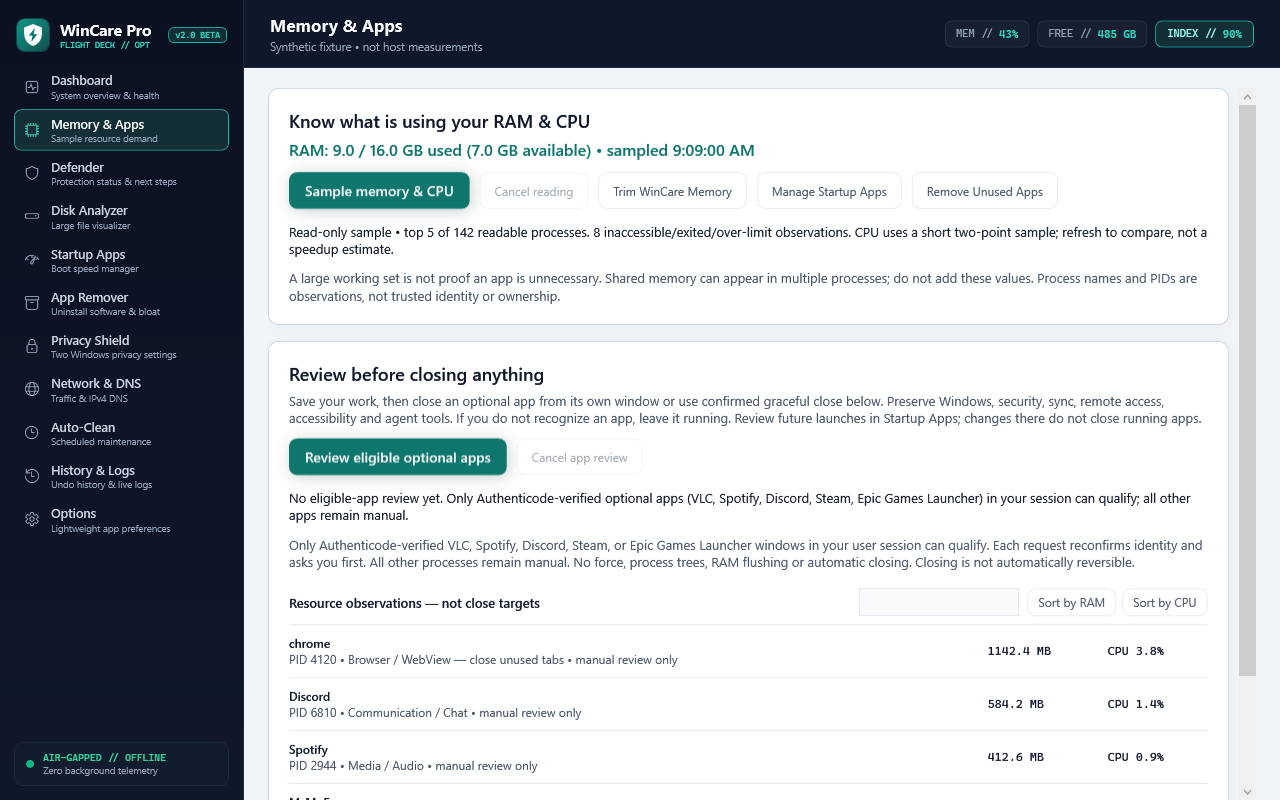 WinCare Pro
FLIGHT DECK // OPT
v2.0 BETA
Dashboard
System overview & health
Memory & Apps
Sample resource demand
Defender
Protection status & next steps
Disk Analyzer
Large file visualizer
Startup Apps
Boot speed manager
App Remover
Uninstall software & bloat
Privacy Shield
Two Windows privacy settings
Network & DNS
Traffic & IPv4 DNS
Auto-Clean
Scheduled maintenance
History & Logs
Undo history & live logs
Options
Lightweight app preferences
AIR-GAPPED // OFFLINE
Zero background telemetry
Memory & Apps
Synthetic fixture • not host measurements
MEM // 43%
FREE // 485 GB
INDEX // 90%
Know what is using your RAM & CPU
RAM: 9.0 / 16.0 GB used (7.0 GB available) • sampled 9:09:00 AM
Sample memory & CPU
Cancel reading
Trim WinCare Memory
Manage Startup Apps
Remove Unused Apps
Read-only sample • top 5 of 142 readable processes. 8 inaccessible/exited/over-limit observations. CPU uses a short two-point sample; refresh to compare, not a
speedup estimate.
A large working set is not proof an app is unnecessary. Shared memory can appear in multiple processes; do not add these values. Process names and PIDs are
observations, not trusted identity or ownership.
Review before closing anything
Save your work, then close an optional app from its own window or use confirmed graceful close below. Preserve Windows, security, sync, remote access,
accessibility and agent tools. If you do not recognize an app, leave it running. Review future launches in Startup Apps; changes there do not close running apps.
Review eligible optional apps
Cancel app review
No eligible-app review yet. Only Authenticode-verified optional apps (VLC, Spotify, Discord, Steam, Epic Games Launcher) in your session can qualify; all other
apps remain manual.
Only Authenticode-verified VLC, Spotify, Discord, Steam, or Epic Games Launcher windows in your user session can qualify. Each request reconfirms identity and
asks you first. All other processes remain manual. No force, process trees, RAM flushing or automatic closing. Closing is not automatically reversible.
Resource observations — not close targets
Sort by RAM
Sort by CPU
chrome
PID 4120 • Browser / WebView — close unused tabs • manual review only
1142.4 MB
CPU 3.8%
Discord
PID 6810 • Communication / Chat • manual review only
584.2 MB
CPU 1.4%
Spotify
PID 2944 • Media / Audio • manual review only
412.6 MB
CPU 0.9%